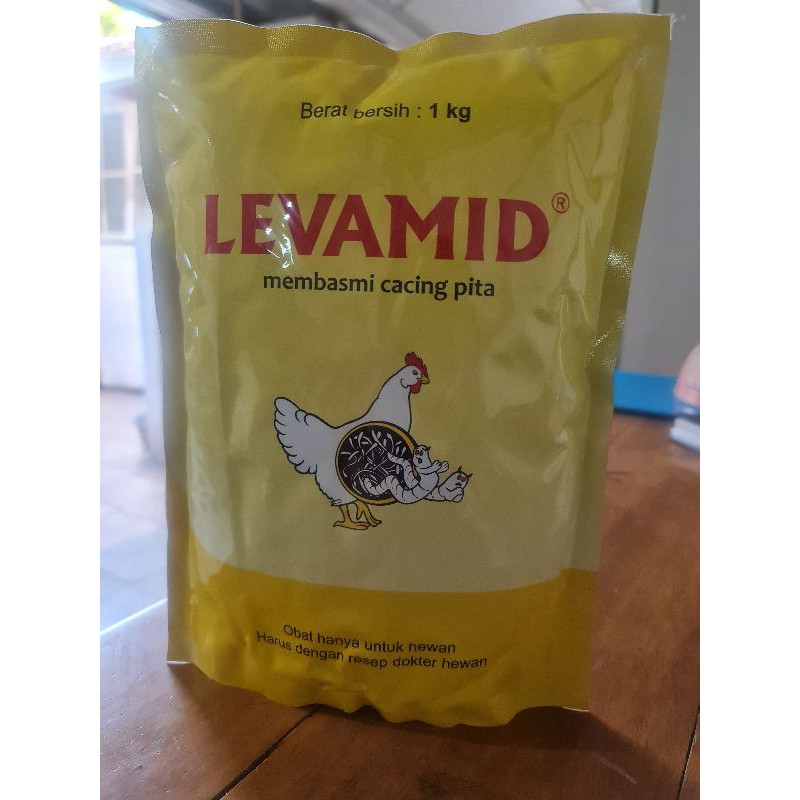 Berat bersih : 1 kg
LEVAMID®
membasmi cacing pita
Obat hanya untuk hewan
Harus dengan resep dokter hewan